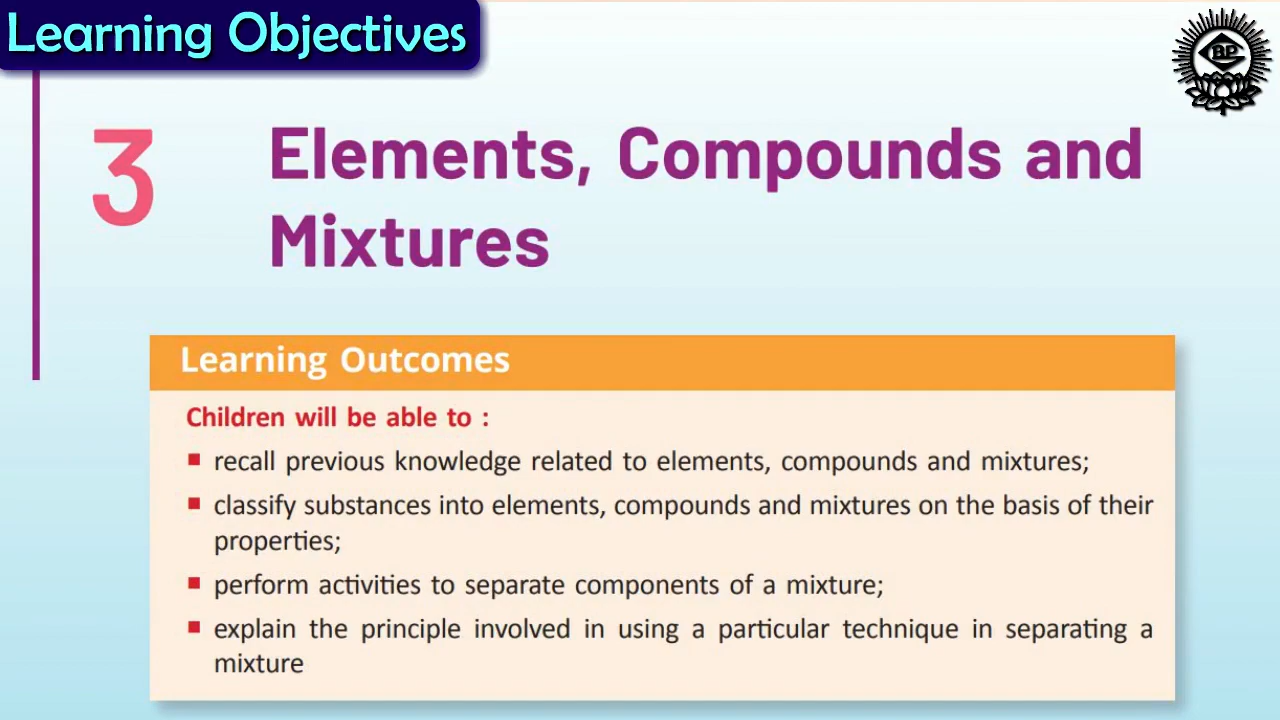 Learning Objectives
BP
3
Elements, Compounds and
Mixtures
Learning Outcomes
Children will be able to :
■ recall previous knowledge related to elements, compounds and mixtures;
■ classify substances into elements, compounds and mixtures on the basis of their
properties;
■ perform activities to separate components of a mixture;
■ explain the principle involved in using a particular technique in separating a
mixture